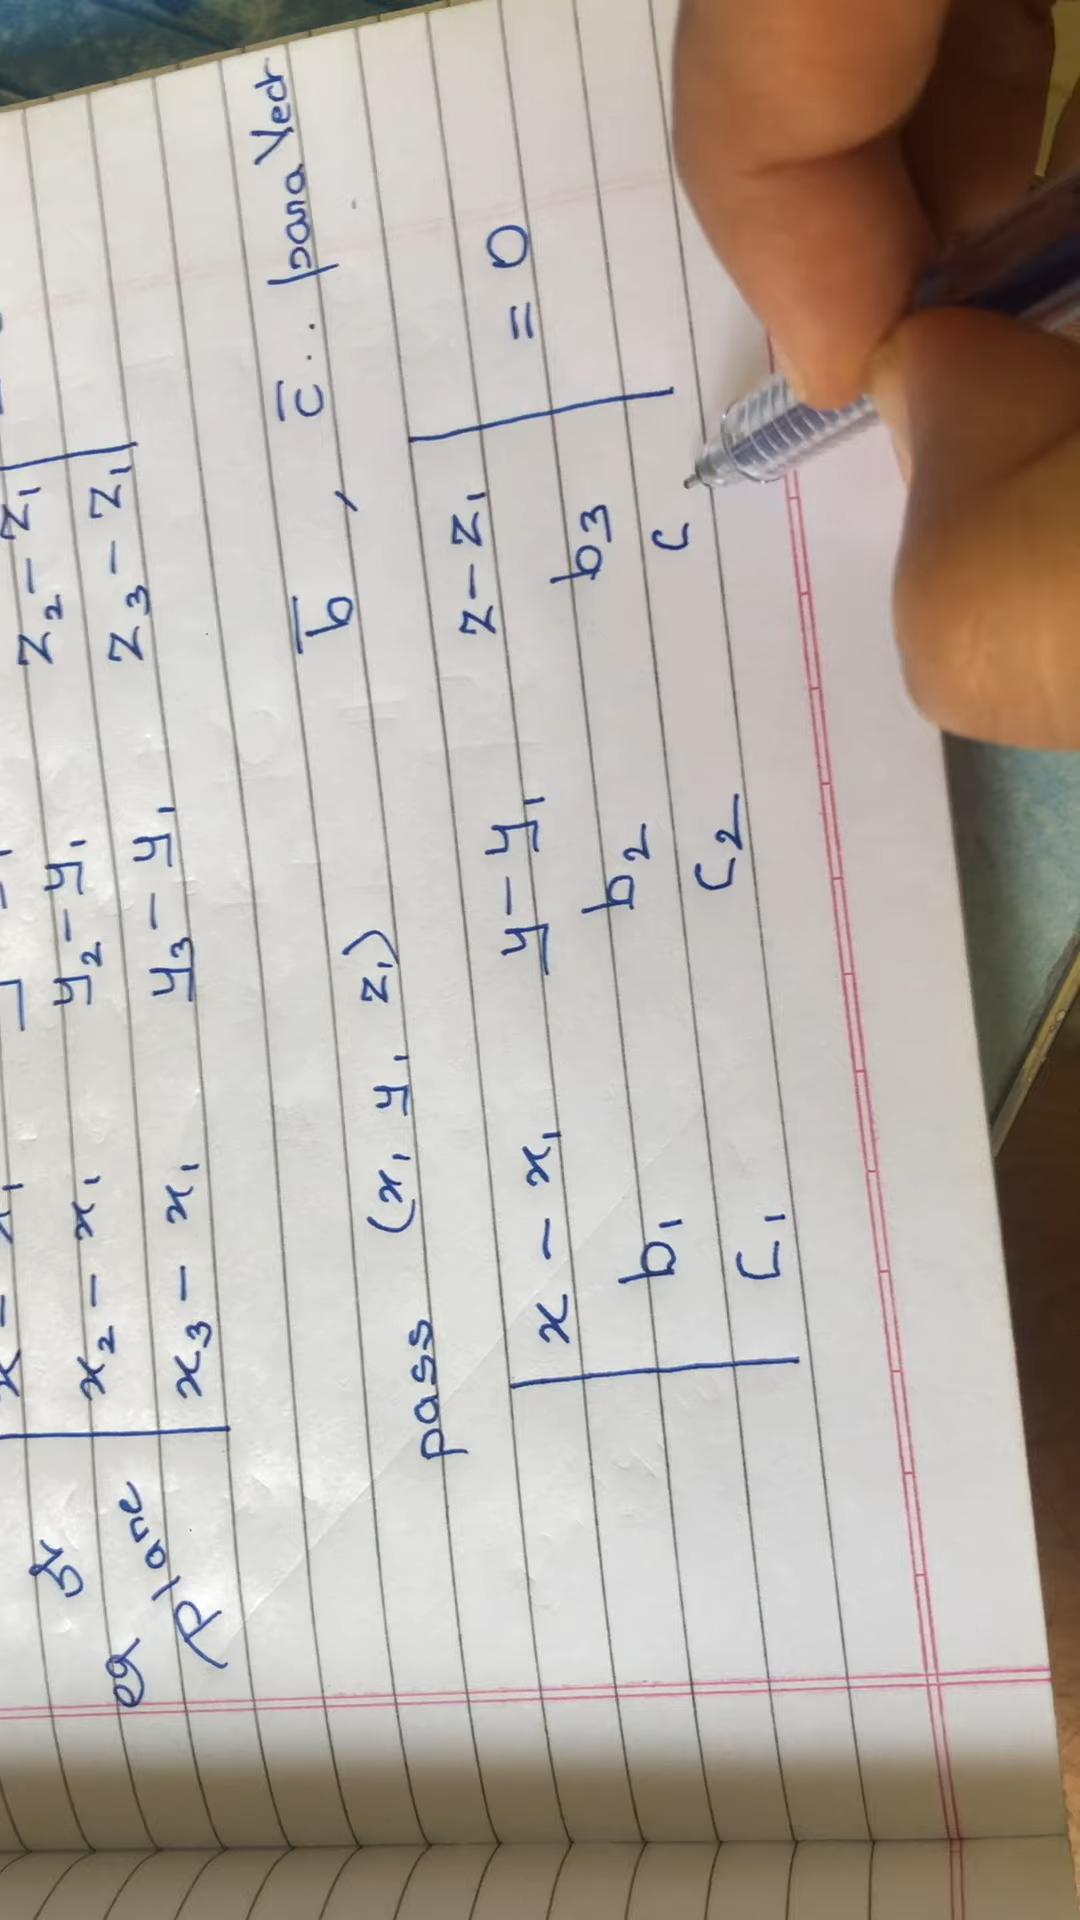 x₂ - x₁ y₂ - y₁ z₂ - z₁
eq of plane x₃ - x₁ y₃ - y₁ z₃ - z₁
b̄ , c̄ .. para Vect
pass (x₁ y₁ z₁)
| x - x₁ y - y₁ z - z₁ | = 0
b₁ b₂ b₃
c₁ c₂ c